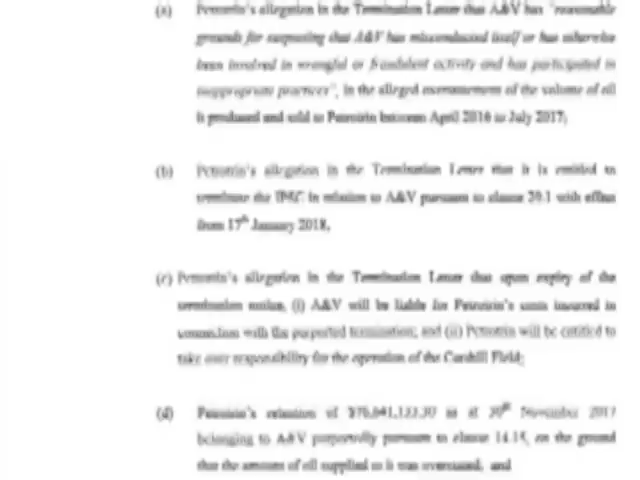 (a) Petrotrin's allegation in the Termination Letter that A&V has "reasonable
grounds for suspecting that A&V has misconducted itself or has otherwise
been involved in wrongful or fraudulent activity and has participated in
inappropriate practices", in the alleged overstatement of the volume of oil
it produced and sold to Petrotrin between April 2016 to July 2017;
(b) Petrotrin's allegation in the Termination Letter that it is entitled to
terminate the IPSC in relation to A&V pursuant to clause 29.1 with effect
from 17th January 2018,
(c) Petrotrin's allegation in the Termination Letter that upon expiry of the
termination notice, (i) A&V will be liable for Petrotrin's costs incurred in
connection with the purported termination; and (ii) Petrotrin will be entitled to
take over responsibility for the operation of the Catshill Field;
(d) Petrotrin's retention of as at 30th November 2017
belonging to A&V purportedly pursuant to clause on the ground
that the amount of oil supplied to it was overstated, and